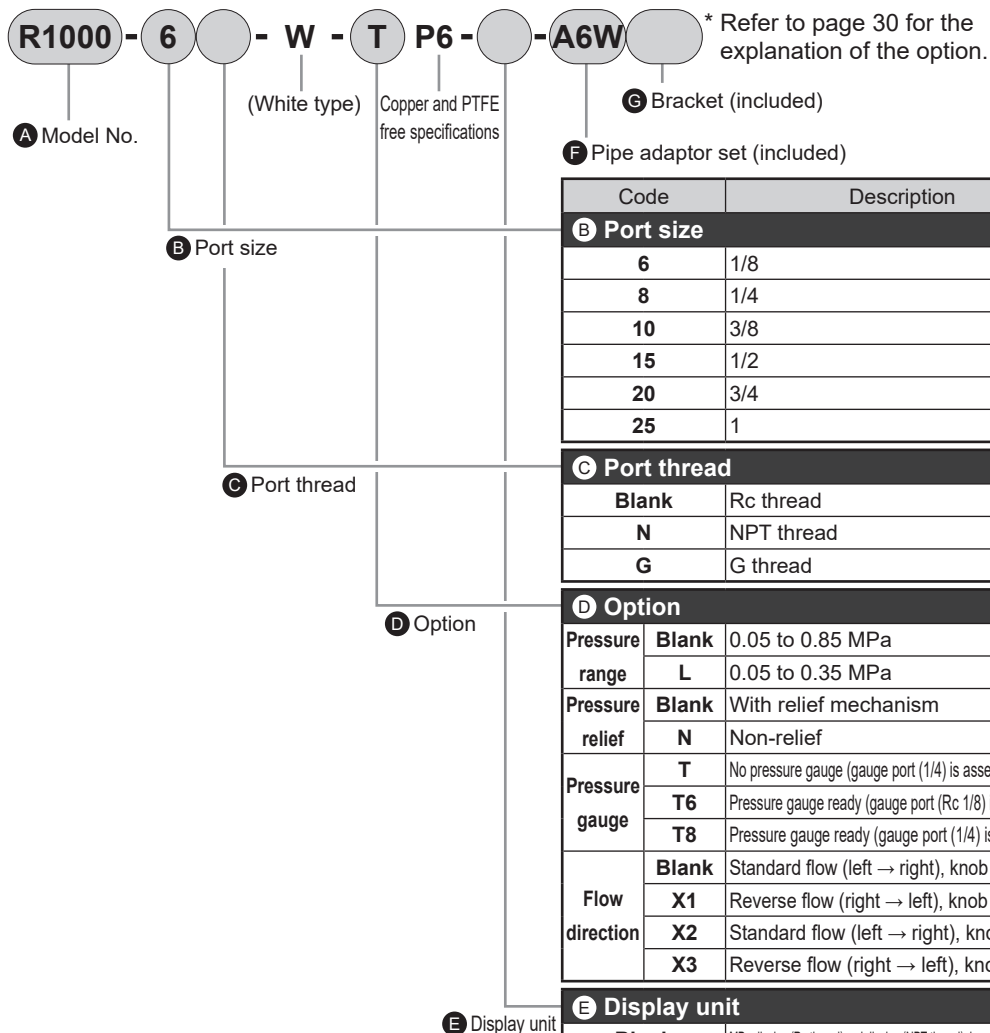 R1000 - 6 - W - T P6 - - A6W
* Refer to page 30 for the
explanation of the option.
(White type)
Copper and PTFE
free specifications
G Bracket (included)
A Model No.
F Pipe adaptor set (included)
Code Description
B Port size
B Port size
6 1/8
8 1/4
10 3/8
15 1/2
20 3/4
25 1
C Port thread
C Port thread
Blank Rc thread
N NPT thread
G G thread
D Option
D Option
Pressure range Blank 0.05 to 0.85 MPa
L 0.05 to 0.35 MPa
Pressure relief Blank With relief mechanism
N Non-relief
Pressure gauge T No pressure gauge (gauge port (1/4) is
T6 Pressure gauge ready (gauge port (Rc 1/8)
T8 Pressure gauge ready (gauge port (1/4)
Flow direction Blank Standard flow (left → right), knob
X1 Reverse flow (right → left), knob
X2 Standard flow (left → right),
X3 Reverse flow (right → left),
E Display unit
E Display unit